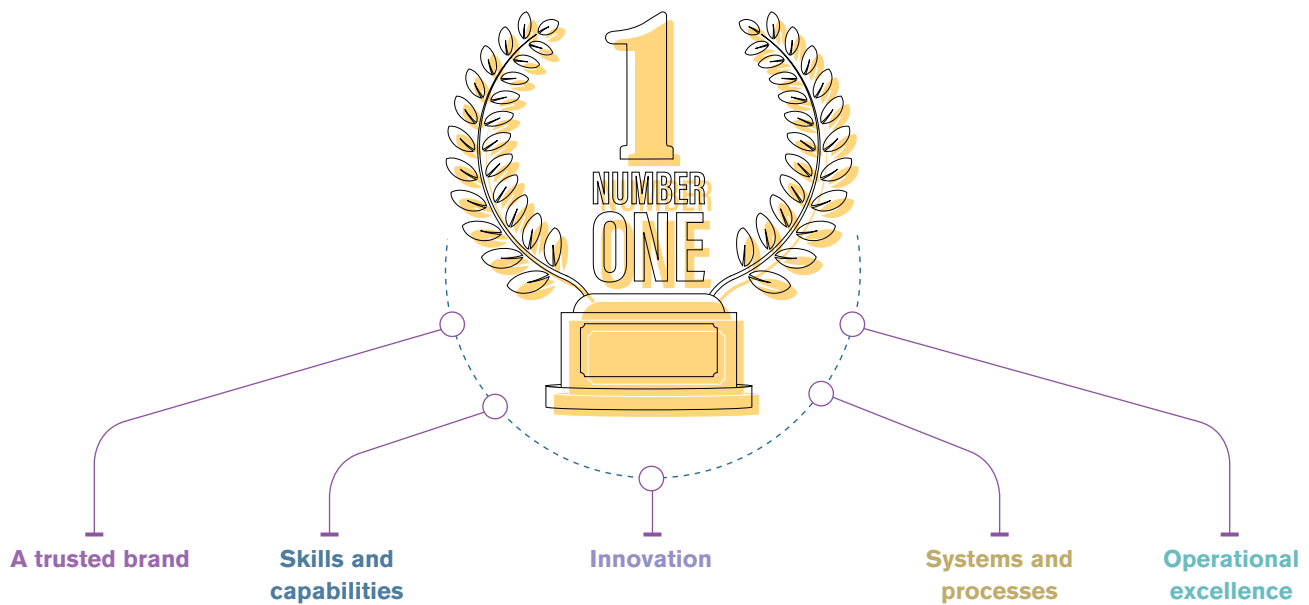 1
NUMBER
ONE
A trusted brand
Skills and
capabilities
Innovation
Systems and
processes
Operational
excellence